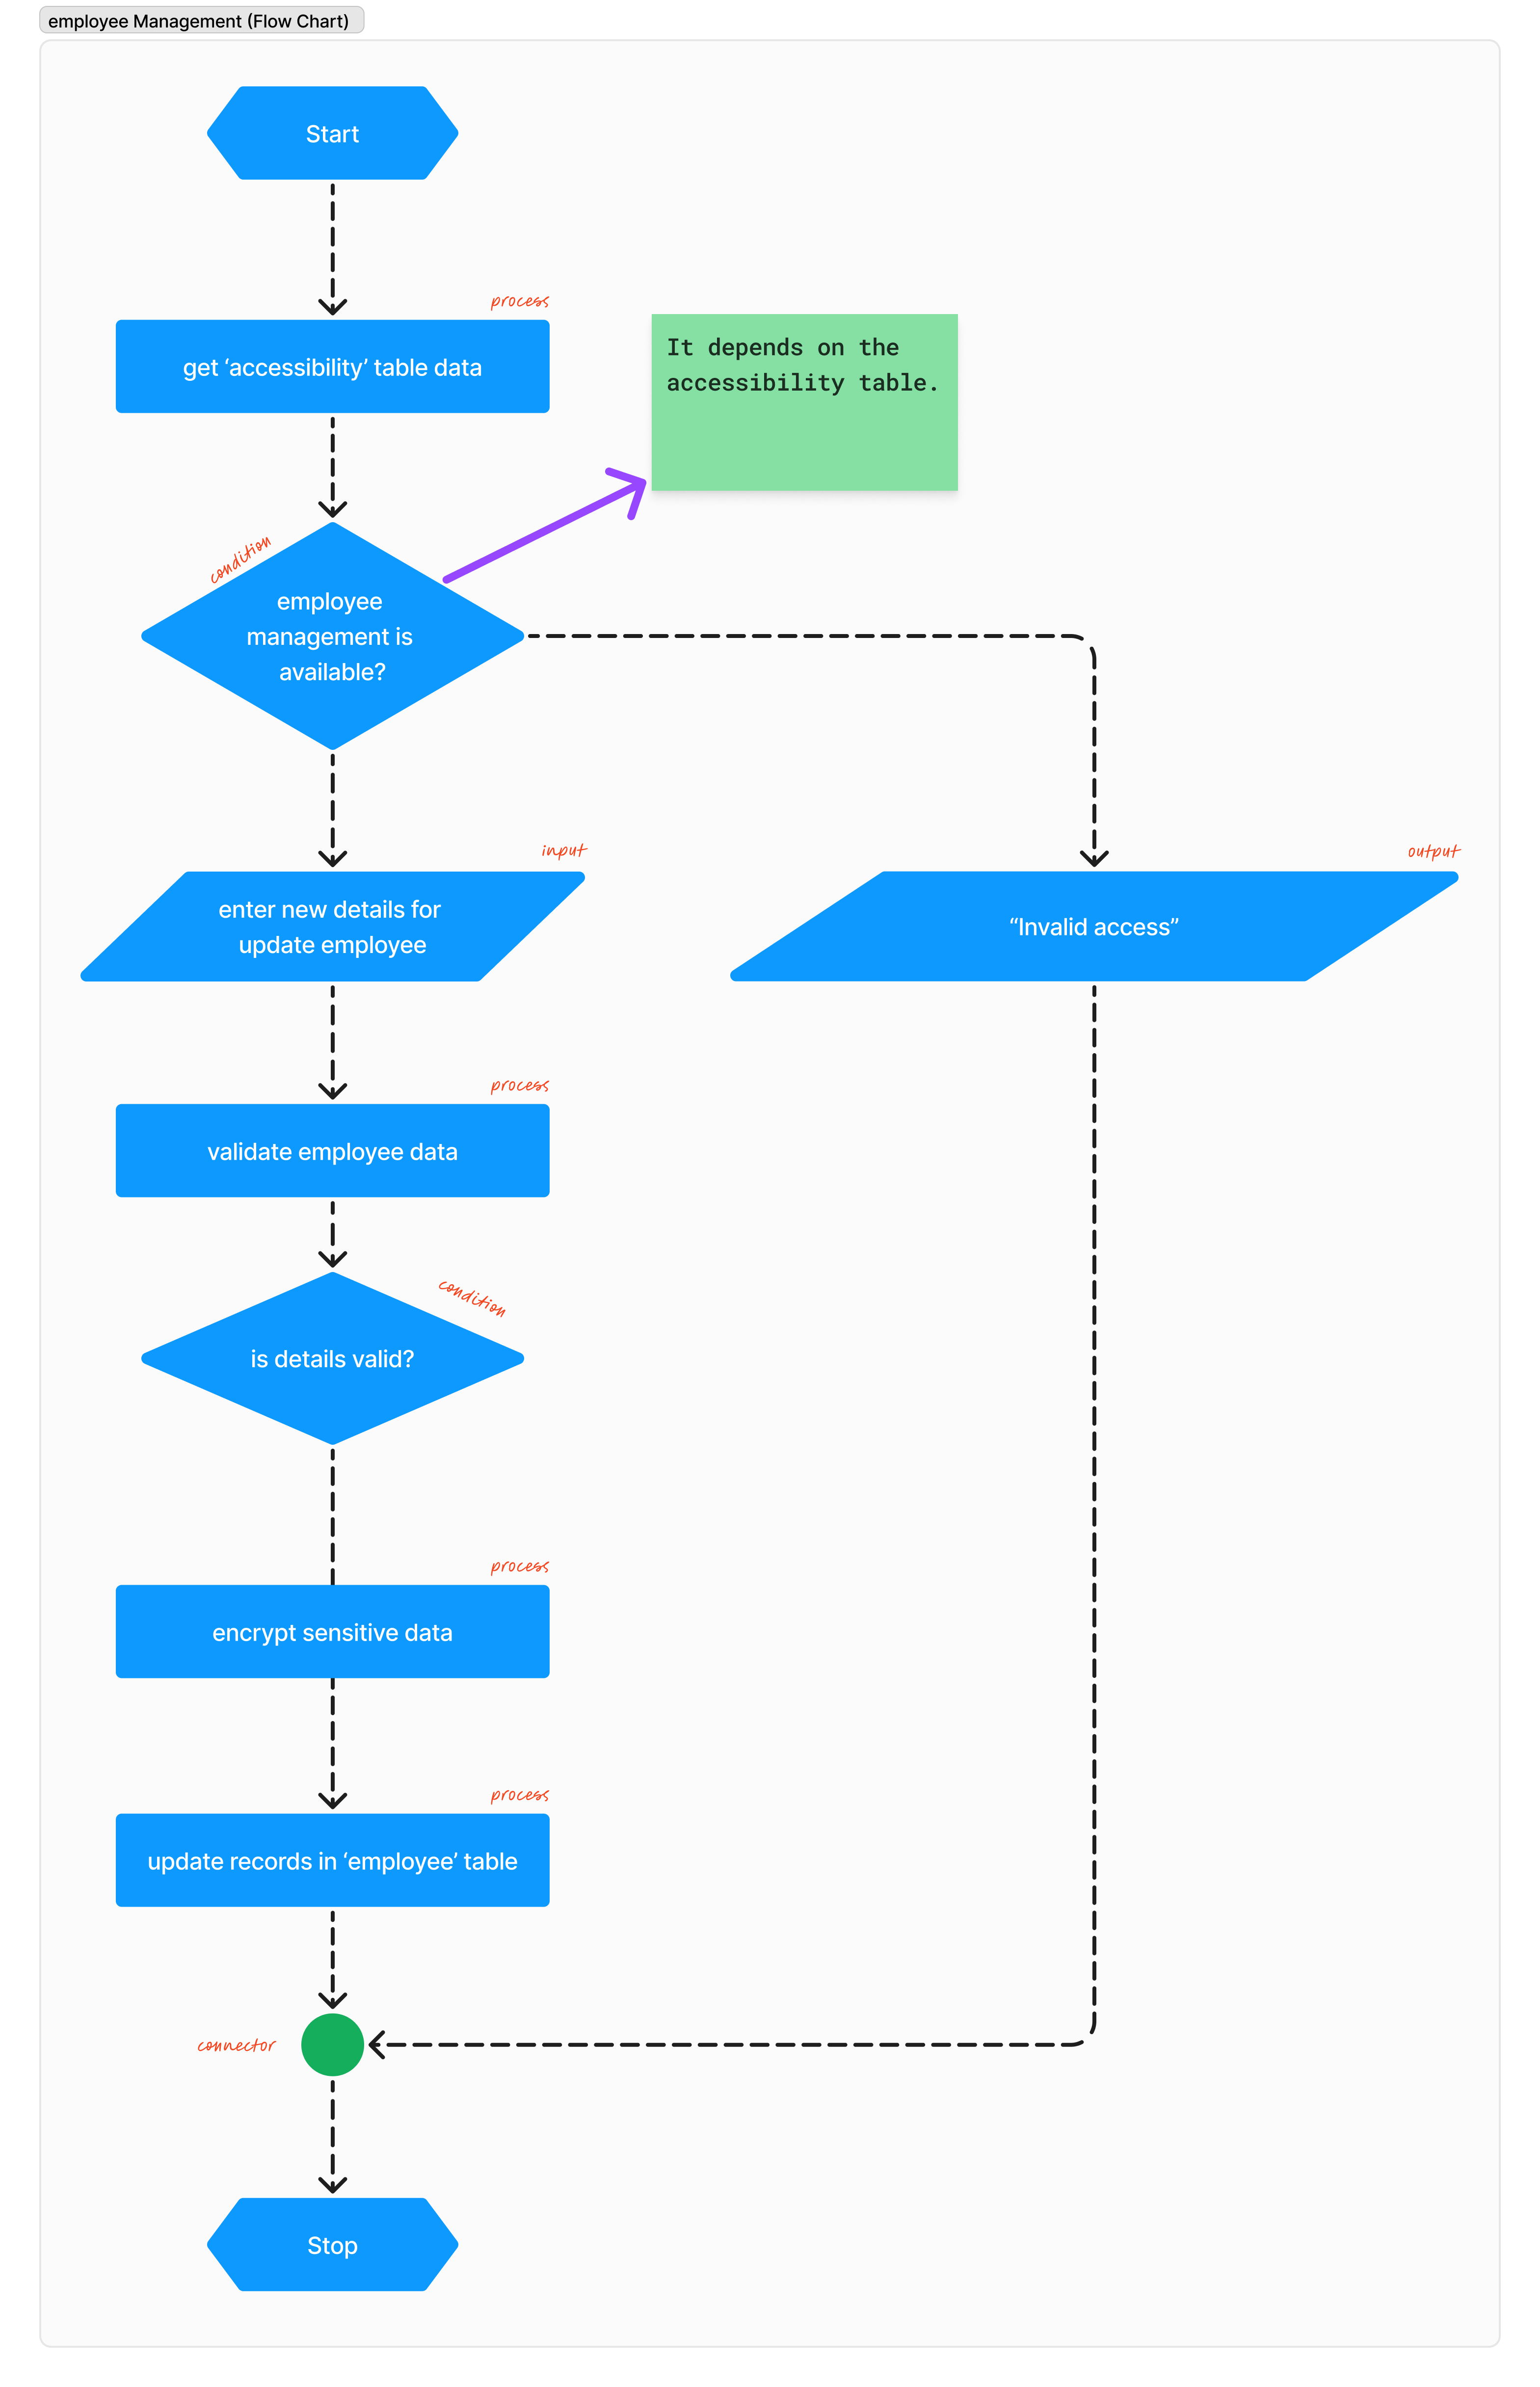 employee Management (Flow Chart)
Start
process
get ‘accessibility’ table data
It depends on the
accessibility table.
condition
employee
management is
available?
input
enter new details for
update employee
output
“Invalid access”
process
validate employee data
condition
is details valid?
process
encrypt sensitive data
process
update records in ‘employee’ table
connector
Stop